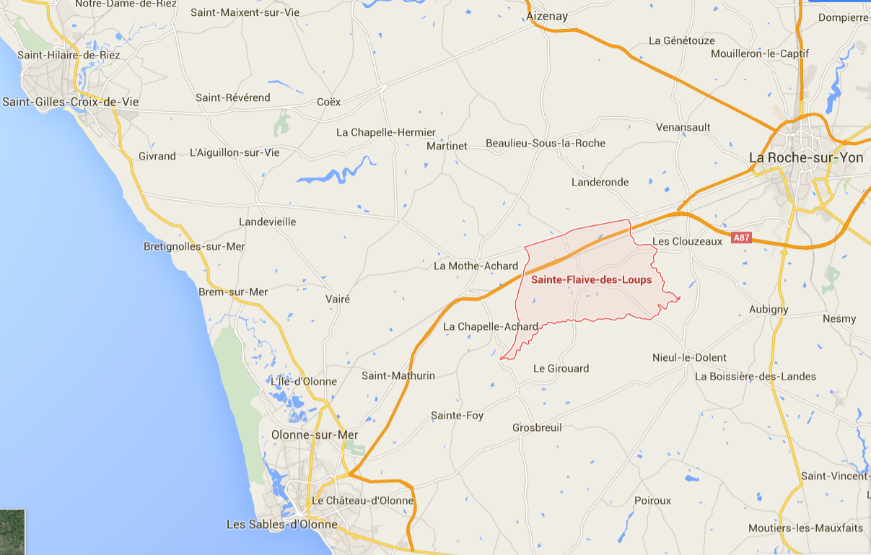 Notre-Dame-de-Riez
Saint-Maixent-sur-Vie
Aizenay
Dompierre-
La Génétouze
Saint-Hilaire-de-Riez
Mouilleron-le-Captif
Saint-Gilles-Croix-de-Vie
Saint-Révérend
Coëx
La Chapelle-Hermier
Venansault
Martinet
Beaulieu-Sous-la-Roche
Givrand
L'Aiguillon-sur-Vie
La Roche-sur-Yon
Landeronde
Landevieille
Bretignolles-sur-Mer
A87
Les Clouzeaux
La Mothe-Achard
Sainte-Flaive-des-Loups
Brem-sur-Mer
Vairé
Aubigny
Nesmy
La Chapelle-Achard
Nieul-le-Dolent
Le Girouard
Saint-Mathurin
La Boissière-des-Landes
L'Île-d'Olonne
Sainte-Foy
Grosbreuil
Olonne-sur-Mer
Saint-Vincent-
Le Château-d'Olonne
Poiroux
Les Sables-d'Olonne
Moutiers-les-Mauxfaits